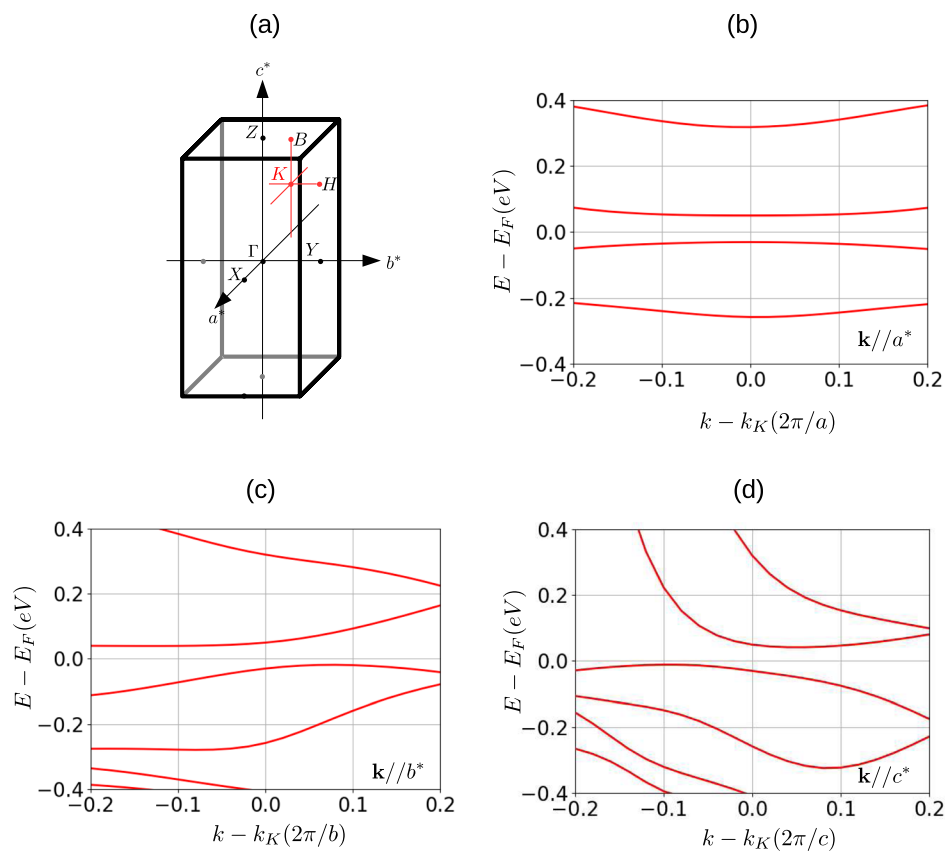 (a)
c*
Z
B
K
H
Γ
Y
b*
X
a*
(b)
E − E_F(eV)
0.4
0.2
0.0
−0.2
−0.4
k//a*
−0.2 −0.1 0.0 0.1 0.2
k − k_K(2π/a)
(c)
E − E_F(eV)
0.4
0.2
0.0
−0.2
−0.4
k//b*
−0.2 −0.1 0.0 0.1 0.2
k − k_K(2π/b)
(d)
E − E_F(eV)
0.4
0.2
0.0
−0.2
−0.4
k//c*
−0.2 −0.1 0.0 0.1 0.2
k − k_K(2π/c)